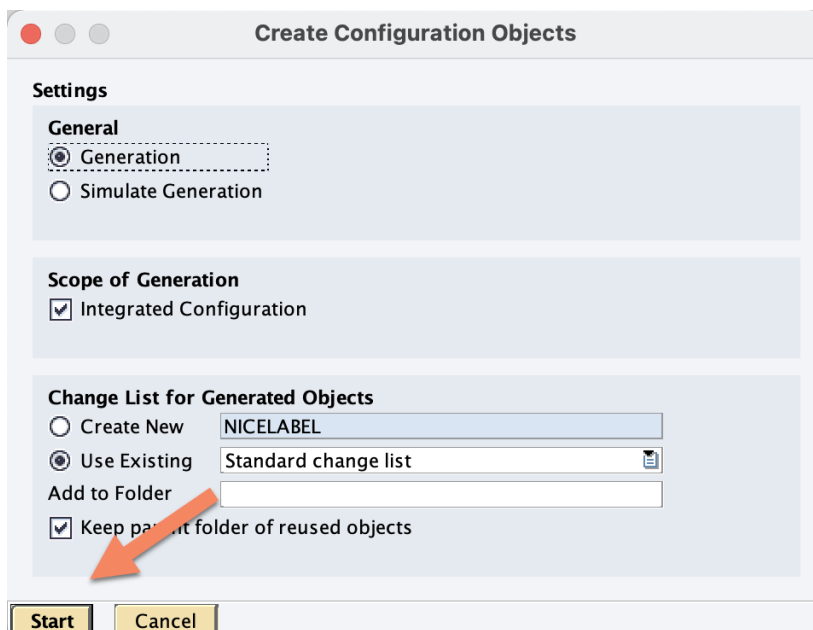 Create Configuration Objects
Settings
General
Generation
Simulate Generation
Scope of Generation
Integrated Configuration
Change List for Generated Objects
Create New NICELABEL
Use Existing Standard change list
Add to Folder
Keep parent folder of reused objects
Start Cancel